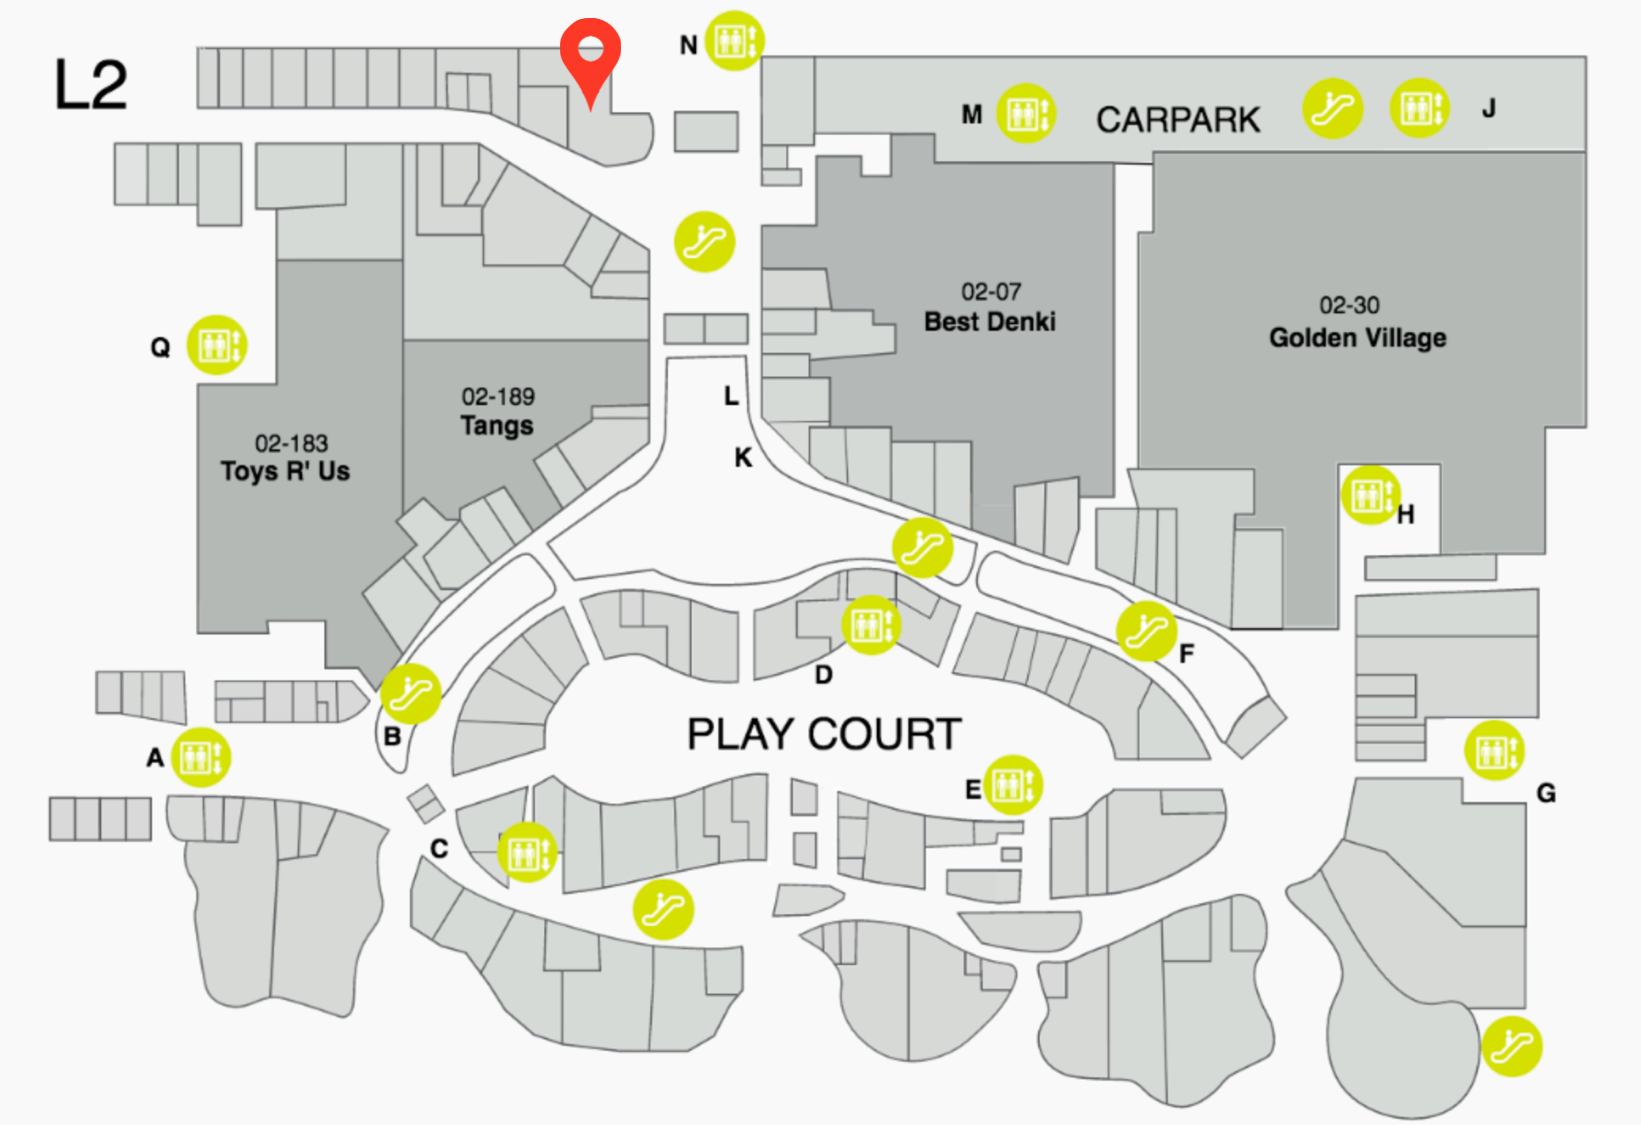 L2
N
M
CARPARK
J
02-07
Best Denki
02-30
Golden Village
Q
02-189
Tangs
L
02-183
Toys R' Us
K
H
F
D
B
PLAY COURT
A
E
G
C